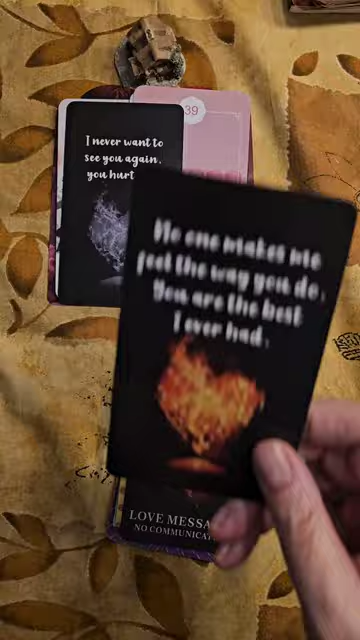 39
I never want to
see you again,
you hurt
No one makes me
feel the way you do.
You are the best
I ever had.
LOVE MESSA
NO COMMUNICAT